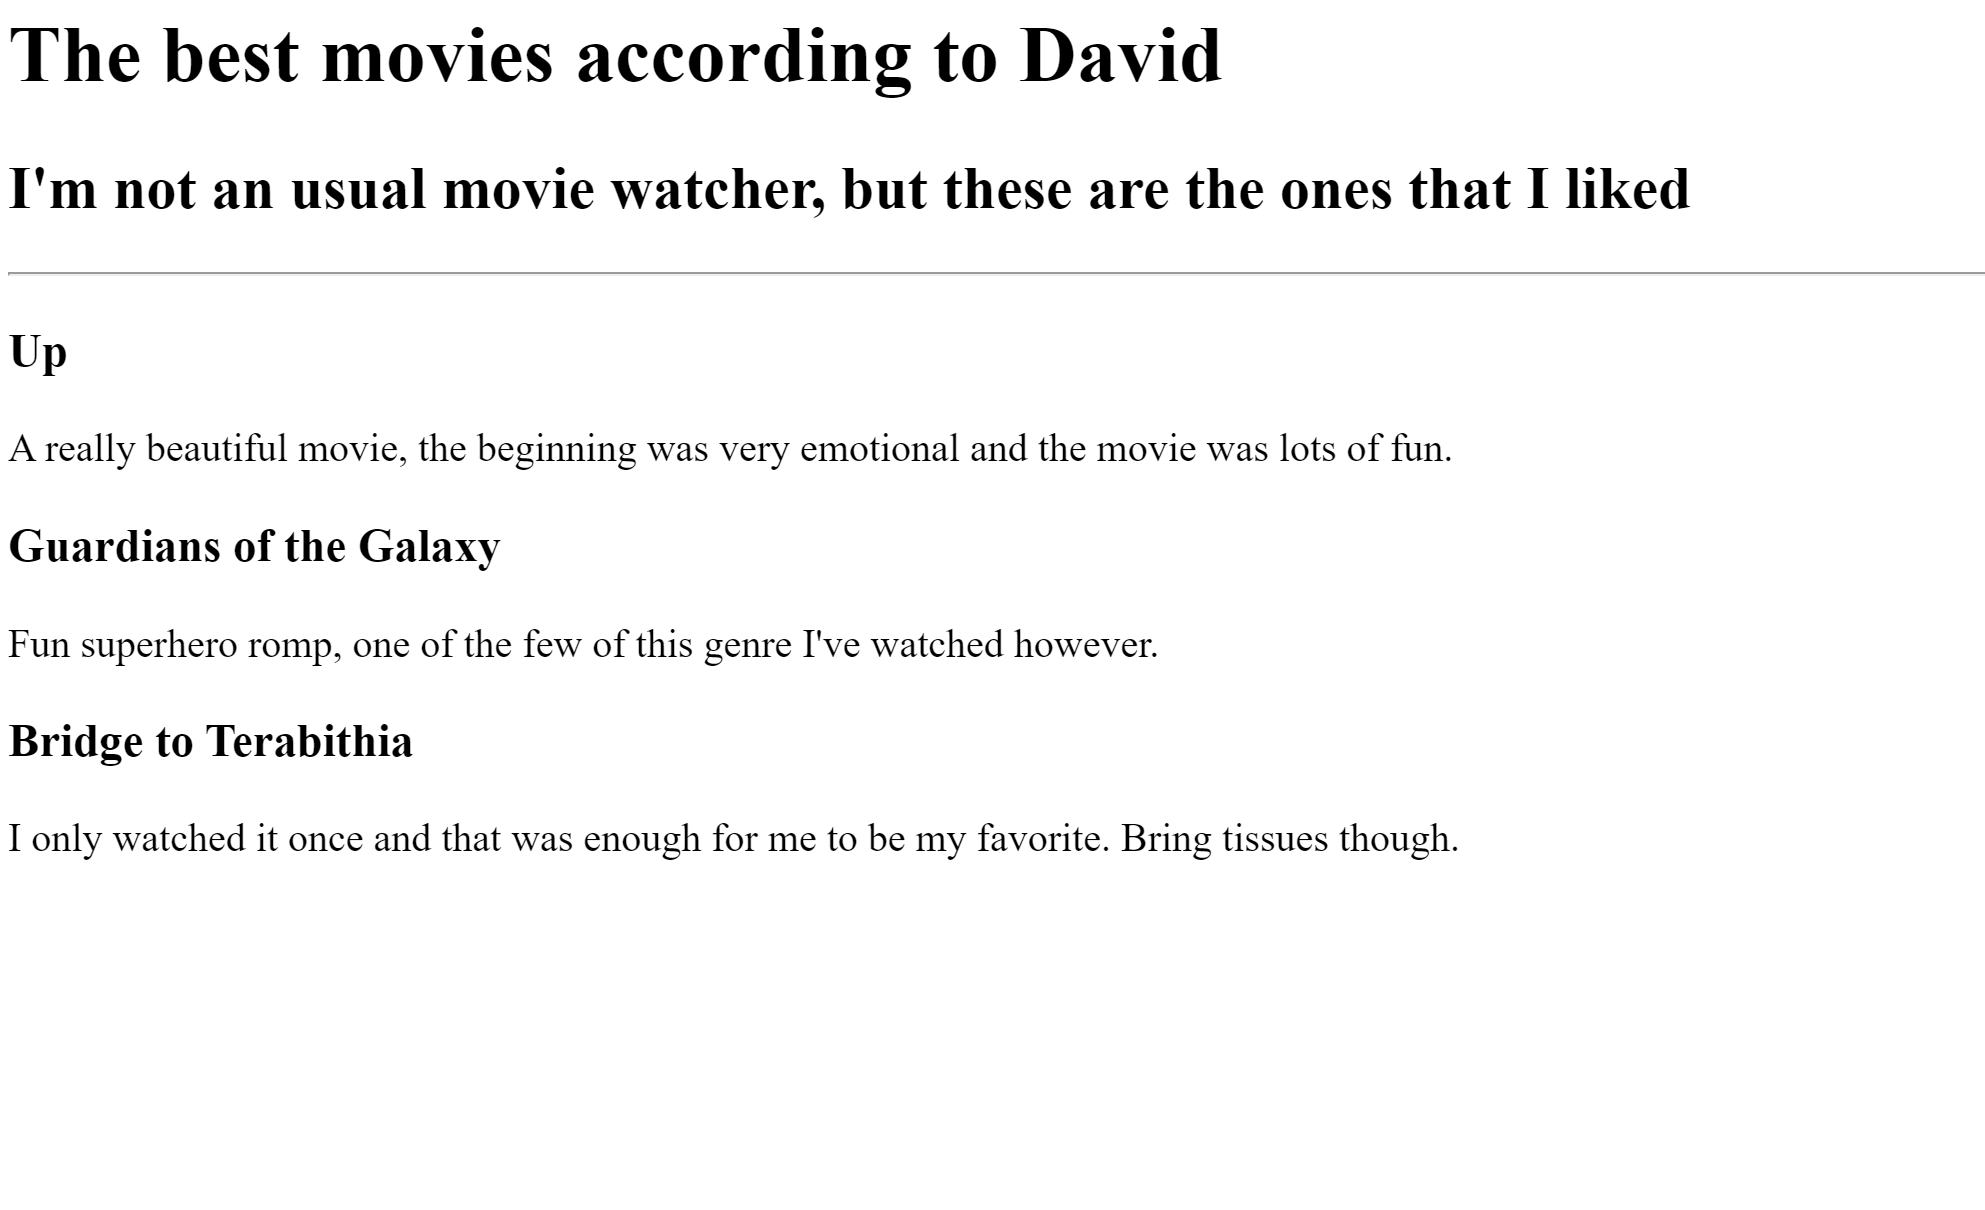 The best movies according to David
I'm not an usual movie watcher, but these are the ones that I liked
Up
A really beautiful movie, the beginning was very emotional and the movie was lots of fun.
Guardians of the Galaxy
Fun superhero romp, one of the few of this genre I've watched however.
Bridge to Terabithia
I only watched it once and that was enough for me to be my favorite. Bring tissues though.